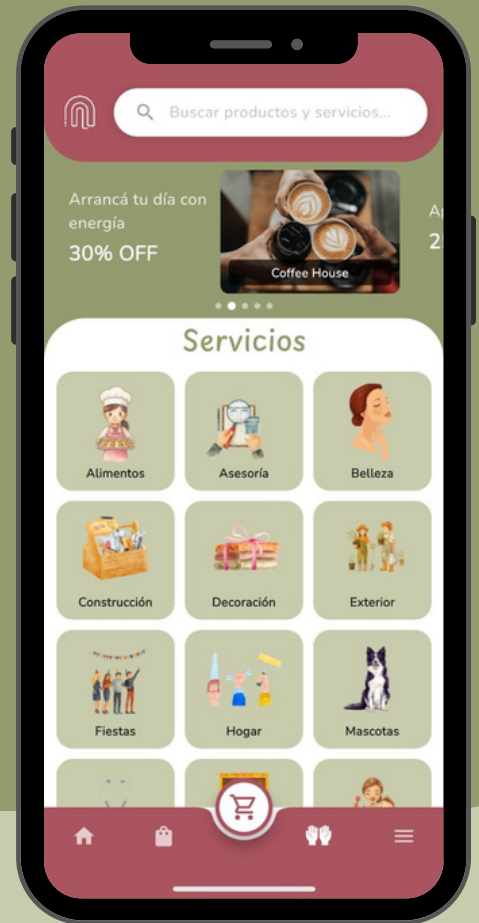 Buscar productos y servicios...
Arrancá tu día con
energía
30% OFF
Coffee House
Servicios
Alimentos
Asesoría
Belleza
Construcción
Decoración
Exterior
Fiestas
Hogar
Mascotas